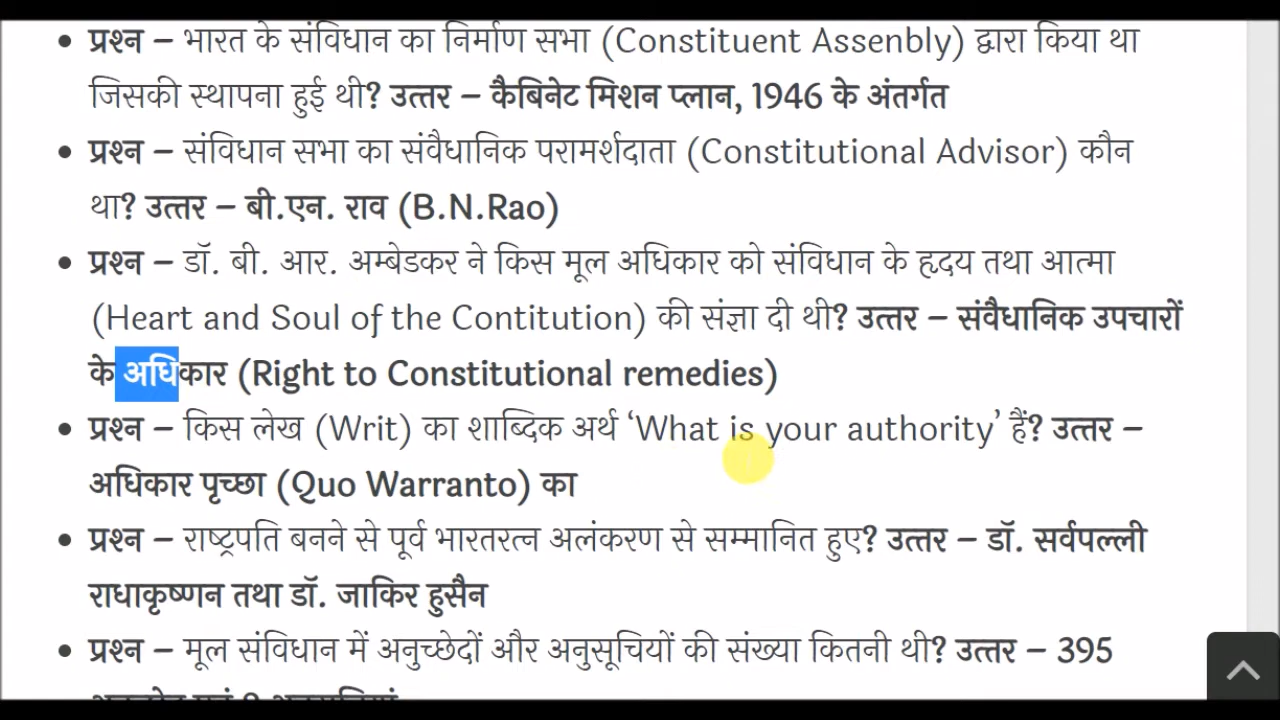 • प्रश्न – भारत के संविधान का निर्माण सभा (Constituent Assembly) द्वारा किया था
जिसकी स्थापना हुई थी? उत्तर – कैबिनेट मिशन प्लान, 1946 के अंतर्गत
• प्रश्न – संविधान सभा का संवैधानिक परामर्शदाता (Constitutional Advisor) कौन
था? उत्तर – बी.एन. राव (B.N.Rao)
• प्रश्न – डॉ. बी. आर. अम्बेडकर ने किस मूल अधिकार को संविधान के हृदय तथा आत्मा
(Heart and Soul of the Contitution) की संज्ञा दी थी? उत्तर – संवैधानिक उपचारों
के अधिकार (Right to Constitutional remedies)
• प्रश्न – किस लेख (Writ) का शाब्दिक अर्थ ‘What is your authority’ हैं? उत्तर –
अधिकार पृच्छा (Quo Warranto) का
• प्रश्न – राष्ट्रपति बनने से पूर्व भारतरत्न अलंकरण से सम्मानित हुए? उत्तर – डॉ. सर्वपल्ली
राधाकृष्णन तथा डॉ. जाकिर हुसैन
• प्रश्न – मूल संविधान में अनुच्छेदों और अनुसूचियों की संख्या कितनी थी? उत्तर – 395